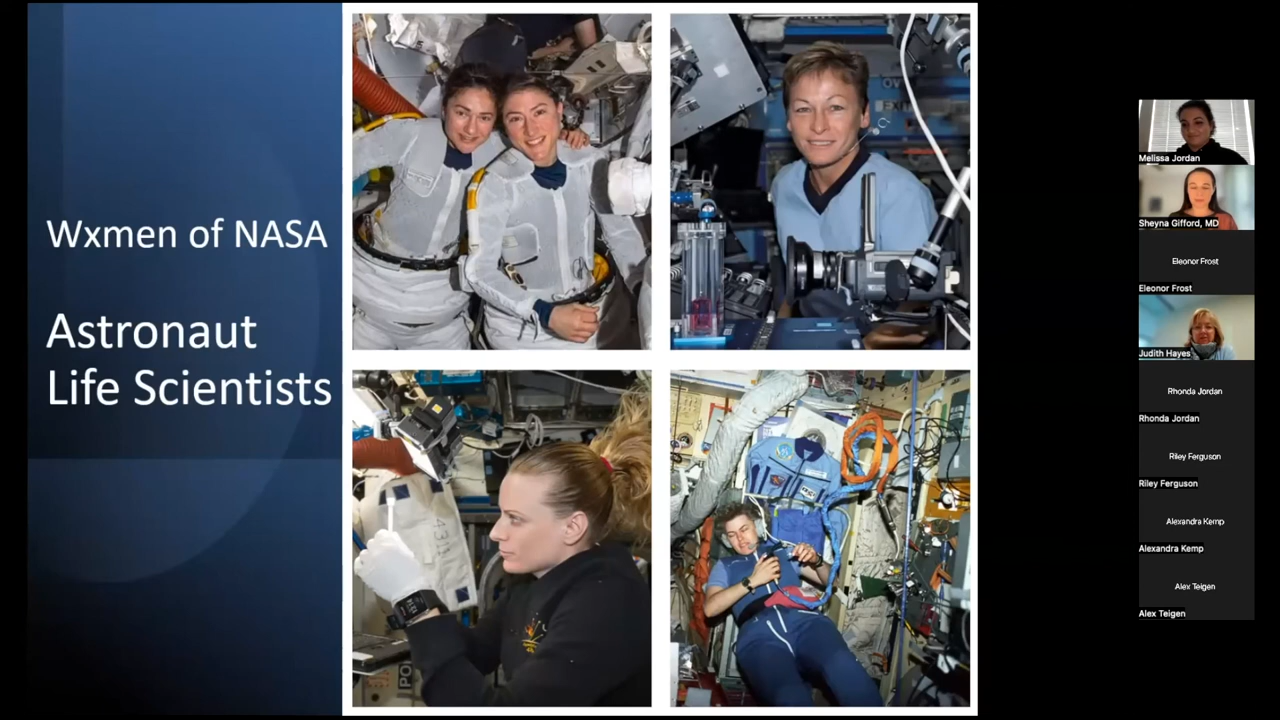 Wxmen of NASA
Astronaut
Life Scientists
Melissa Jordan
Sheyna Gifford, MD
Eleonor Frost
Eleonor Frost
Judith Hayes
Rhonda Jordan
Rhonda Jordan
Riley Ferguson
Riley Ferguson
Alexandra Kemp
Alexandra Kemp
Alex Teigen
Alex Teigen